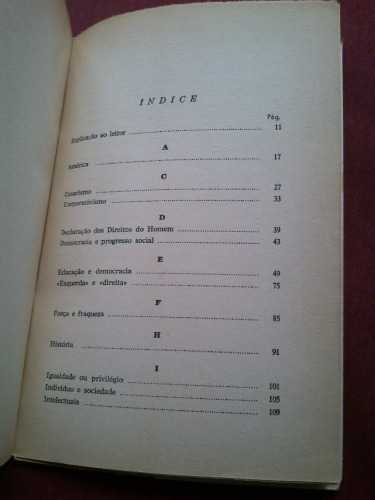 ÍNDICE
Pág.
Explicação ao leitor 11
A
América 17
C
Cesarismo 27
Corporativismo 33
D
Declaração dos Direitos do Homem 39
Democracia e progresso social 43
E
Educação e democracia 49
«Esquerda» e «direita» 75
F
Força e fraqueza 85
H
História 91
I
Igualdade ou privilégio 101
Indivíduo e sociedade 105
Intelectuais 109